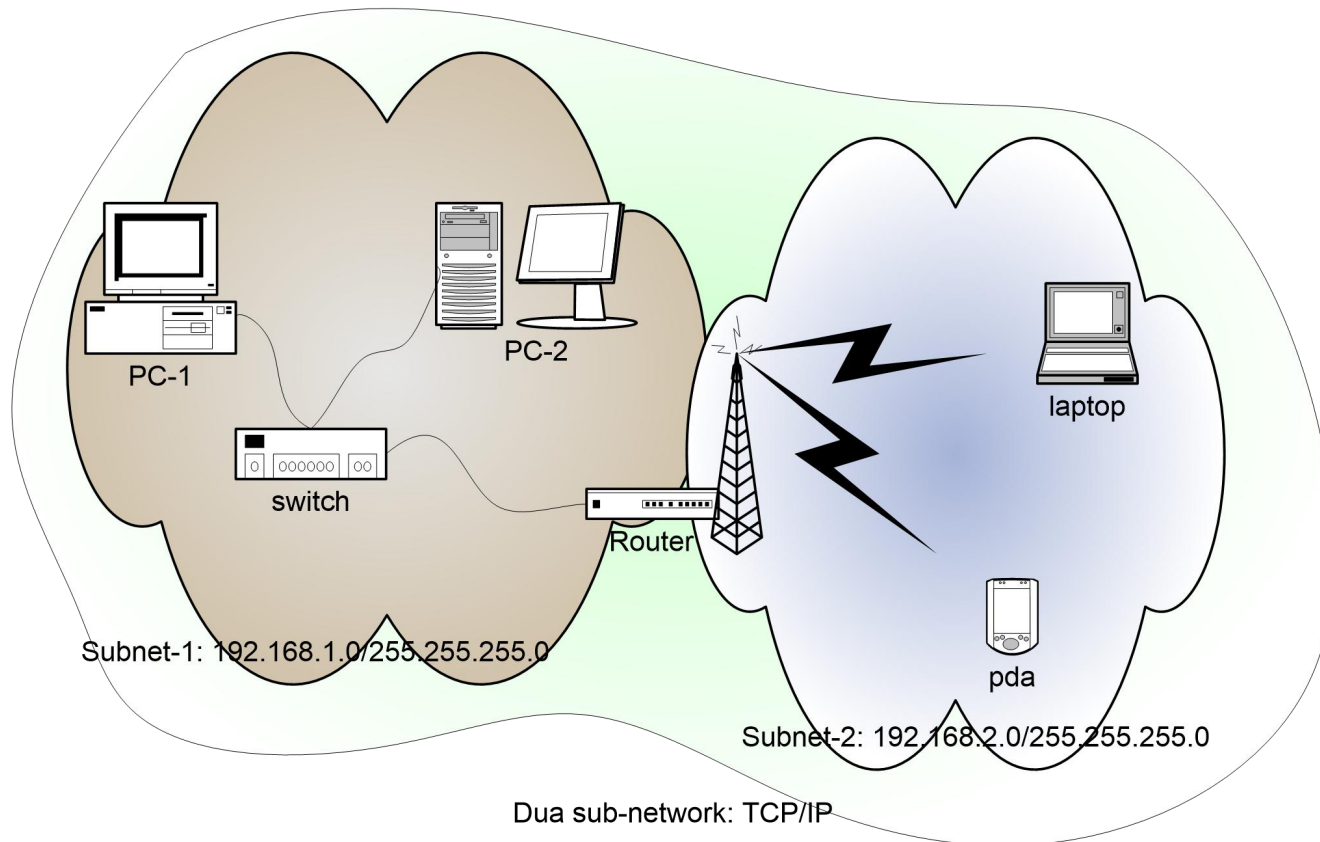 PC-1
PC-2
switch
Router
laptop
pda
Subnet-1: 192.168.1.0/255.255.255.0
Subnet-2: 192.168.2.0/255.255.255.0
Dua sub-network: TCP/IP